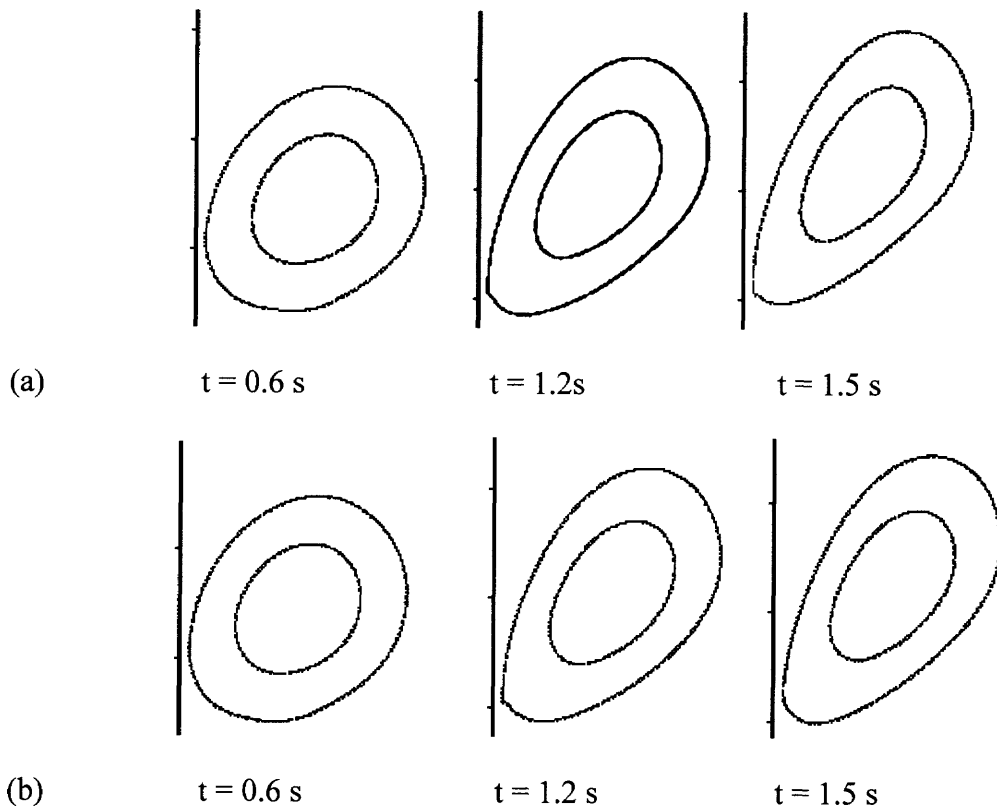 (a) t = 0.6 s t = 1.2s t = 1.5 s
(b) t = 0.6 s t = 1.2 s t = 1.5 s